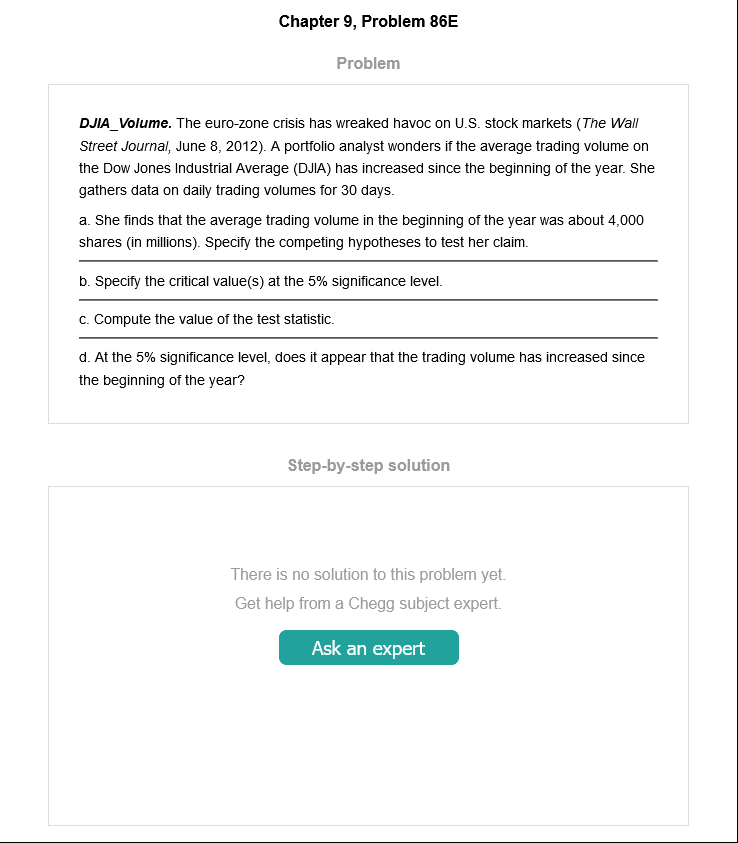 Chapter 9, Problem 86E
Problem
DJIA_Volume. The euro-zone crisis has wreaked havoc on U.S. stock markets (The Wall
Street Journal, June 8, 2012). A portfolio analyst wonders if the average trading volume on
the Dow Jones Industrial Average (DJIA) has increased since the beginning of the year. She
gathers data on daily trading volumes for 30 days.
a. She finds that the average trading volume in the beginning of the year was about 4,000
shares (in millions). Specify the competing hypotheses to test her claim.
b. Specify the critical value(s) at the 5% significance level.
c. Compute the value of the test statistic.
d. At the 5% significance level, does it appear that the trading volume has increased since
the beginning of the year?
Step-by-step solution
There is no solution to this problem yet.
Get help from a Chegg subject expert.
Ask an expert